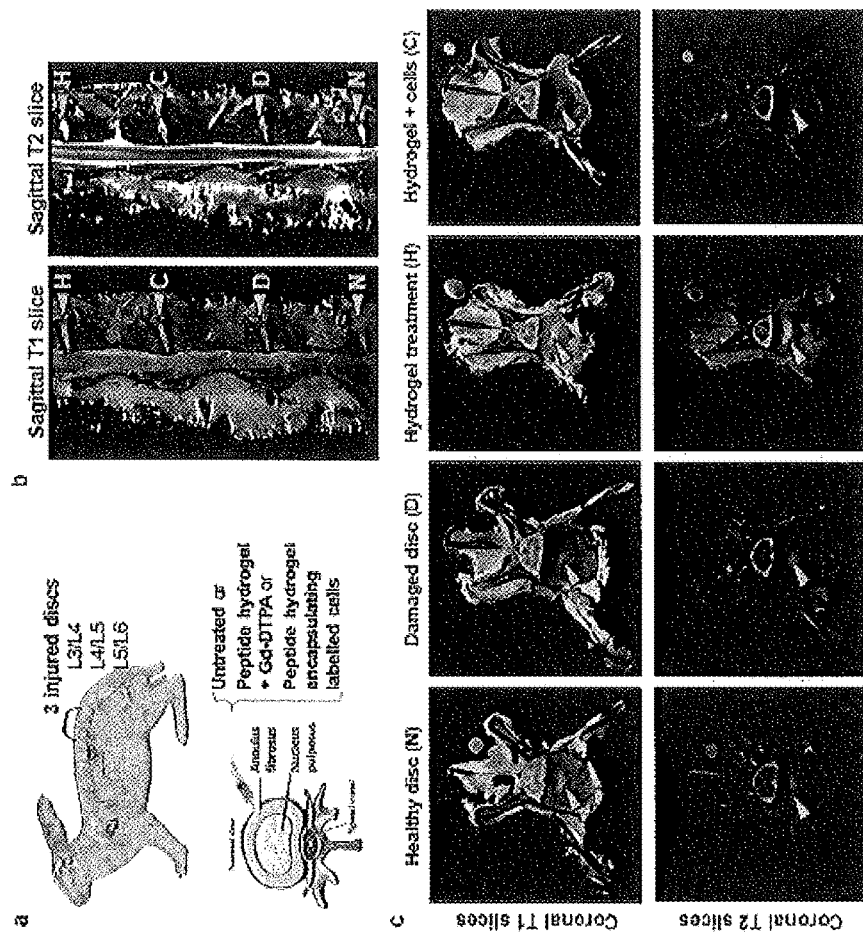 a
3 injured discs
L3/L4
L4/L5
L5/L6
Annulus
fibrosus
Nucleus
pulposus
Untreated or
Peptide hydrogel
+ Gd-DTPA or
Peptide hydrogel
encapsulating
labelled cells
b
Sagittal T1 slice
Sagittal T2 slice
H
C
D
N
H
C
D
N
c
Healthy disc (N)
Damaged disc (D)
Hydrogel treatment (H)
Hydrogel + cells (C)
Coronal T1 slices
Coronal T2 slices